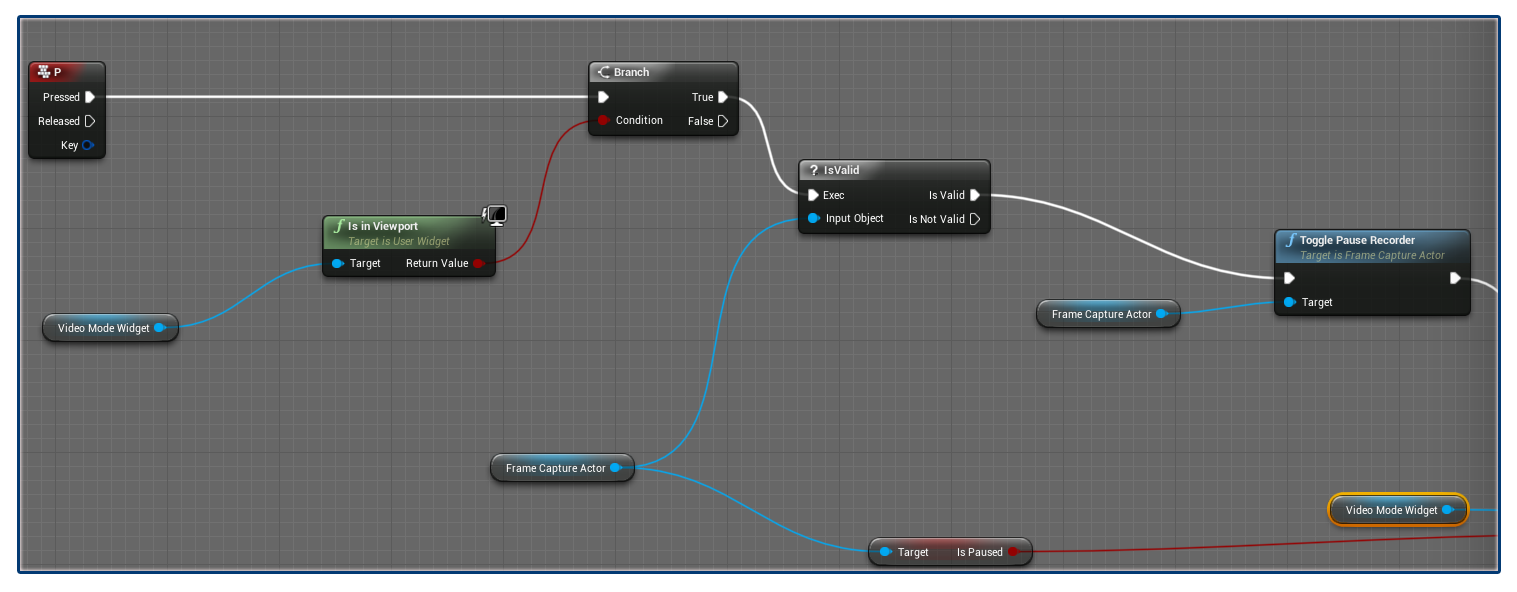 P
Pressed
Released
Key
Branch
True
Condition
False
? IsValid
Exec
Is Valid
Input Object
Is Not Valid
f Is in Viewport
Target is User Widget
Target
Return Value
Video Mode Widget
f Toggle Pause Recorder
Target is Frame Capture Actor
Target
Frame Capture Actor
Frame Capture Actor
Video Mode Widget
Target
Is Paused